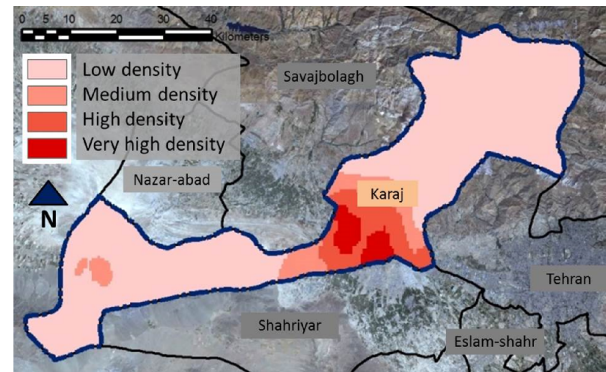 0 10 20 30 40
Kilometers
Low density
Medium density
High density
Very high density
N
Savajbolagh
Nazar-abad
Karaj
Tehran
Shahriyar
Eslam-shahr